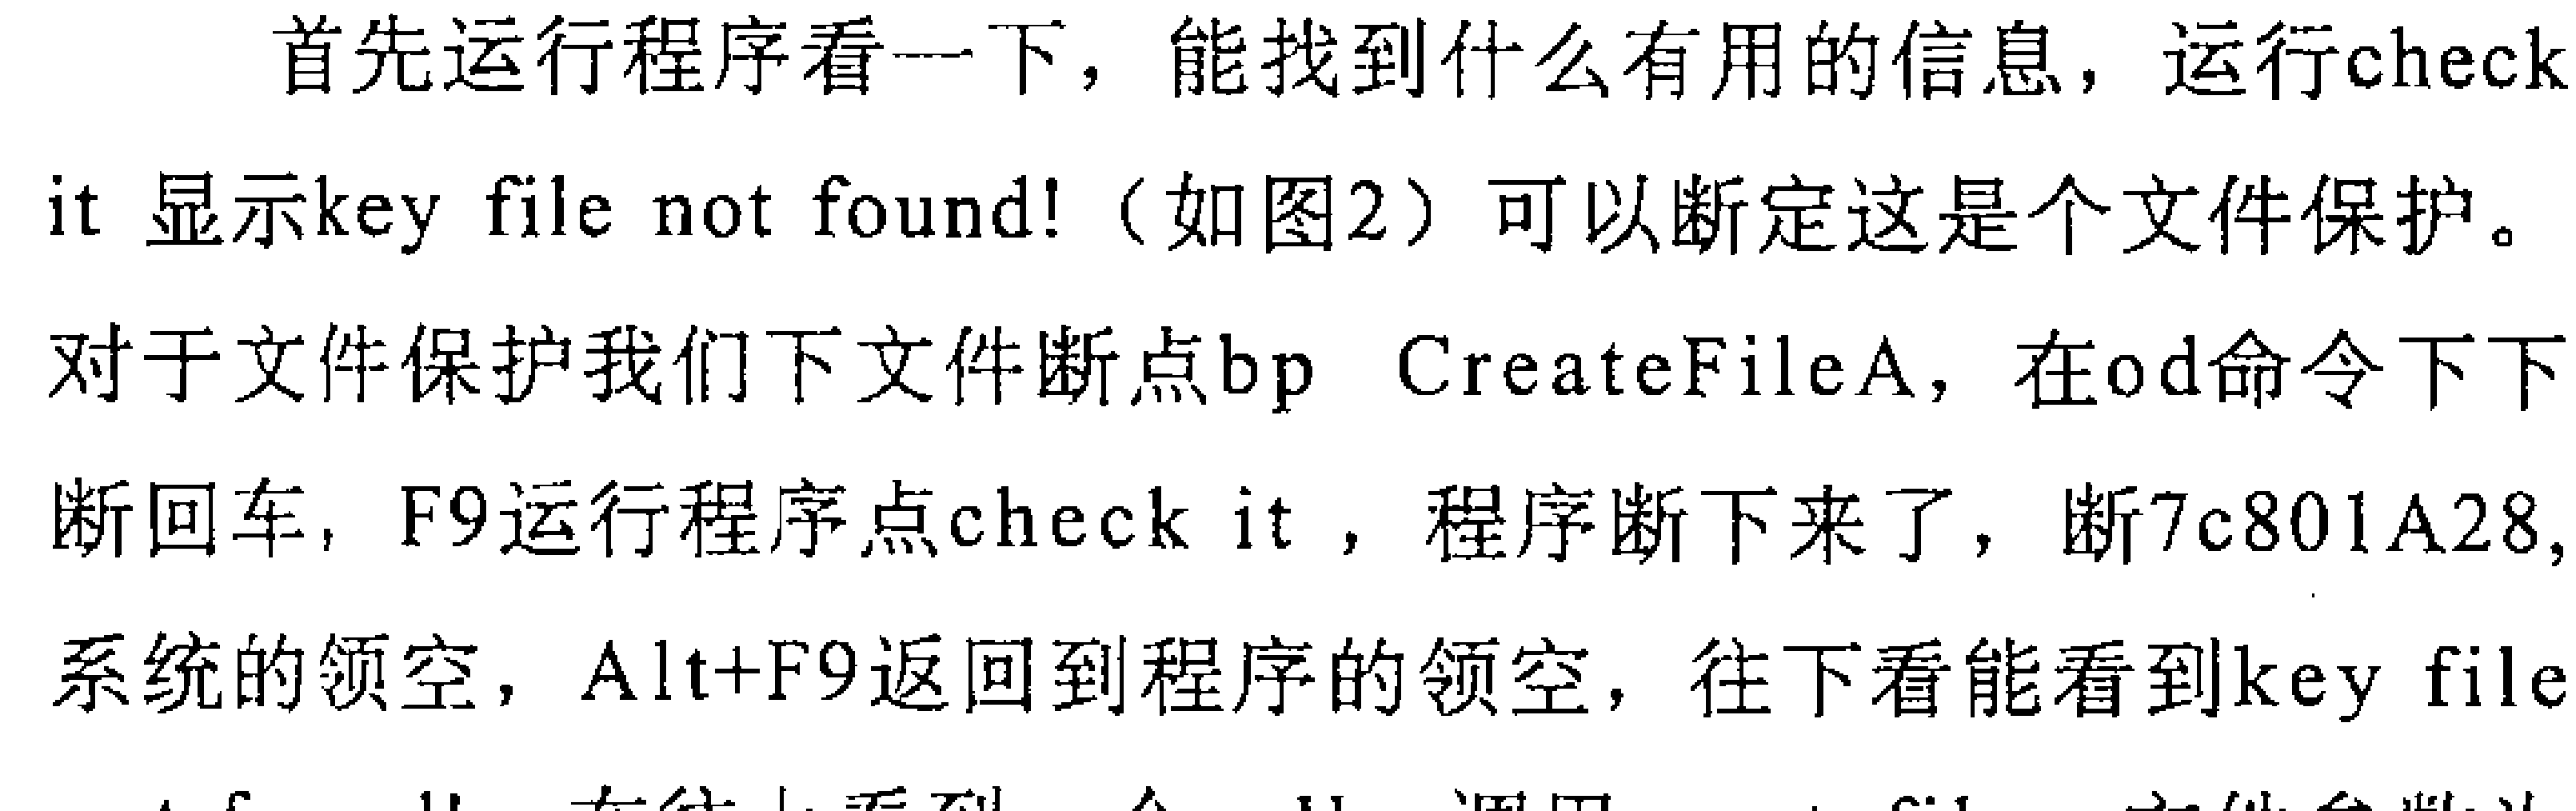 首先运行程序看一下，能找到什么有用的信息，运行check
it 显示key file not found!（如图2）可以断定这是个文件保护。
对于文件保护我们下文件断点bp CreateFileA，在od命令下下
断回车，F9运行程序点check it，程序断下来了，断7c801A28,
系统的领空，Alt+F9返回到程序的领空，往下看能看到key file